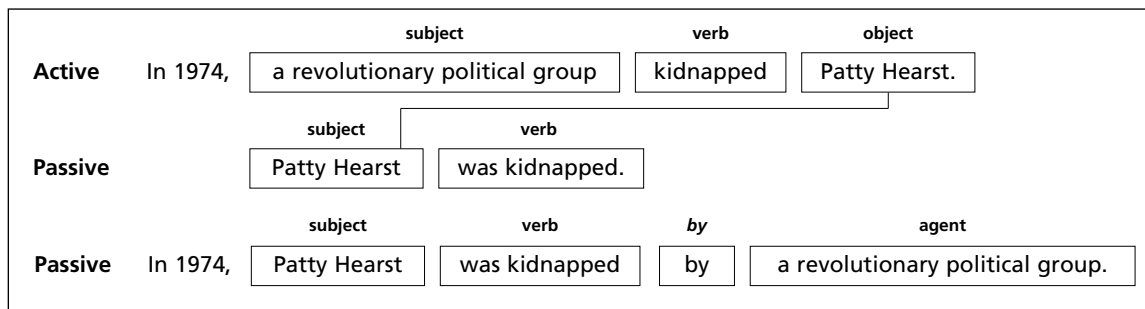 subject verb object
Active In 1974, a revolutionary political group kidnapped Patty Hearst.
subject verb
Passive Patty Hearst was kidnapped.
subject verb by agent
Passive In 1974, Patty Hearst was kidnapped by a revolutionary political group.